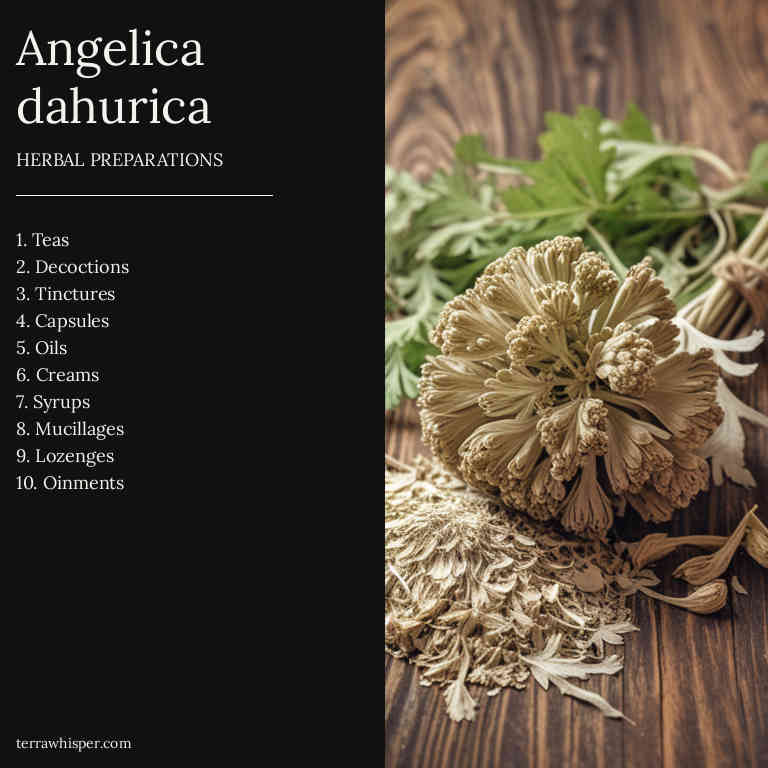 Angelica
dahurica
HERBAL PREPARATIONS
1. Teas
2. Decoctions
3. Tinctures
4. Capsules
5. Oils
6. Creams
7. Syrups
8. Mucillages
9. Lozenges
10. Oinments
terrawhisper.com